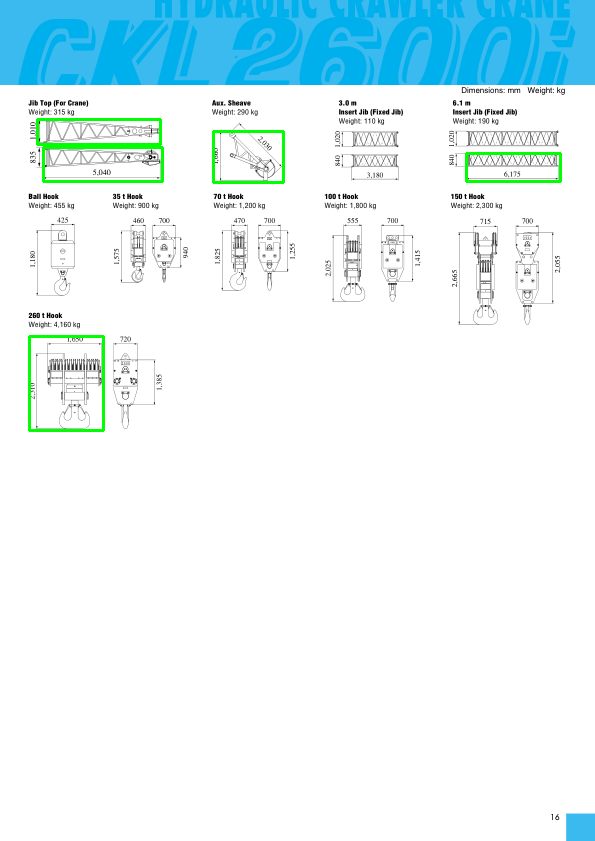 HYDRAULIC CRAWLER CRANE
CKL2600i
Dimensions: mm Weight: kg
Jib Top (For Crane)
Weight: 315 kg
1,010
835
5,040
Aux. Sheave
Weight: 290 kg
2,030
3.0 m
Insert Jib (Fixed Jib)
Weight: 110 kg
1,020
840
3,180
6.1 m
Insert Jib (Fixed Jib)
Weight: 190 kg
1,020
840
6,175
Ball Hook
Weight: 455 kg
425
1,180
35 t Hook
Weight: 900 kg
460 700
1,575
940
70 t Hook
Weight: 1,200 kg
470 700
1,825
1,255
100 t Hook
Weight: 1,800 kg
555 700
2,025
1,415
150 t Hook
Weight: 2,300 kg
715 700
2,665
2,055
260 t Hook
Weight: 4,160 kg
1,650 720
1,385
16